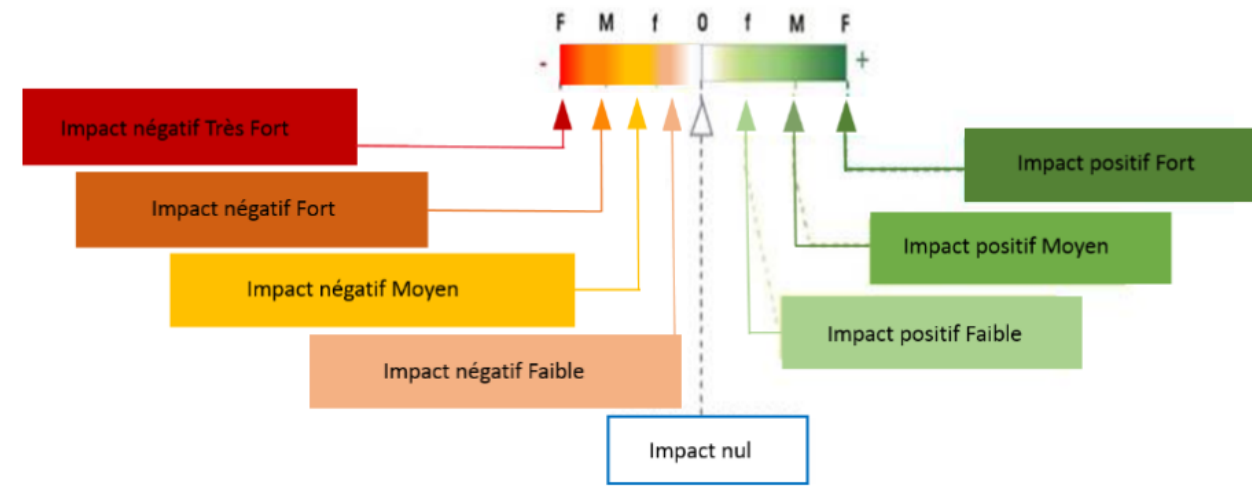 F M f 0 f M F
- +
Impact négatif Très Fort
Impact positif Fort
Impact négatif Fort
Impact positif Moyen
Impact négatif Moyen
Impact positif Faible
Impact négatif Faible
Impact nul